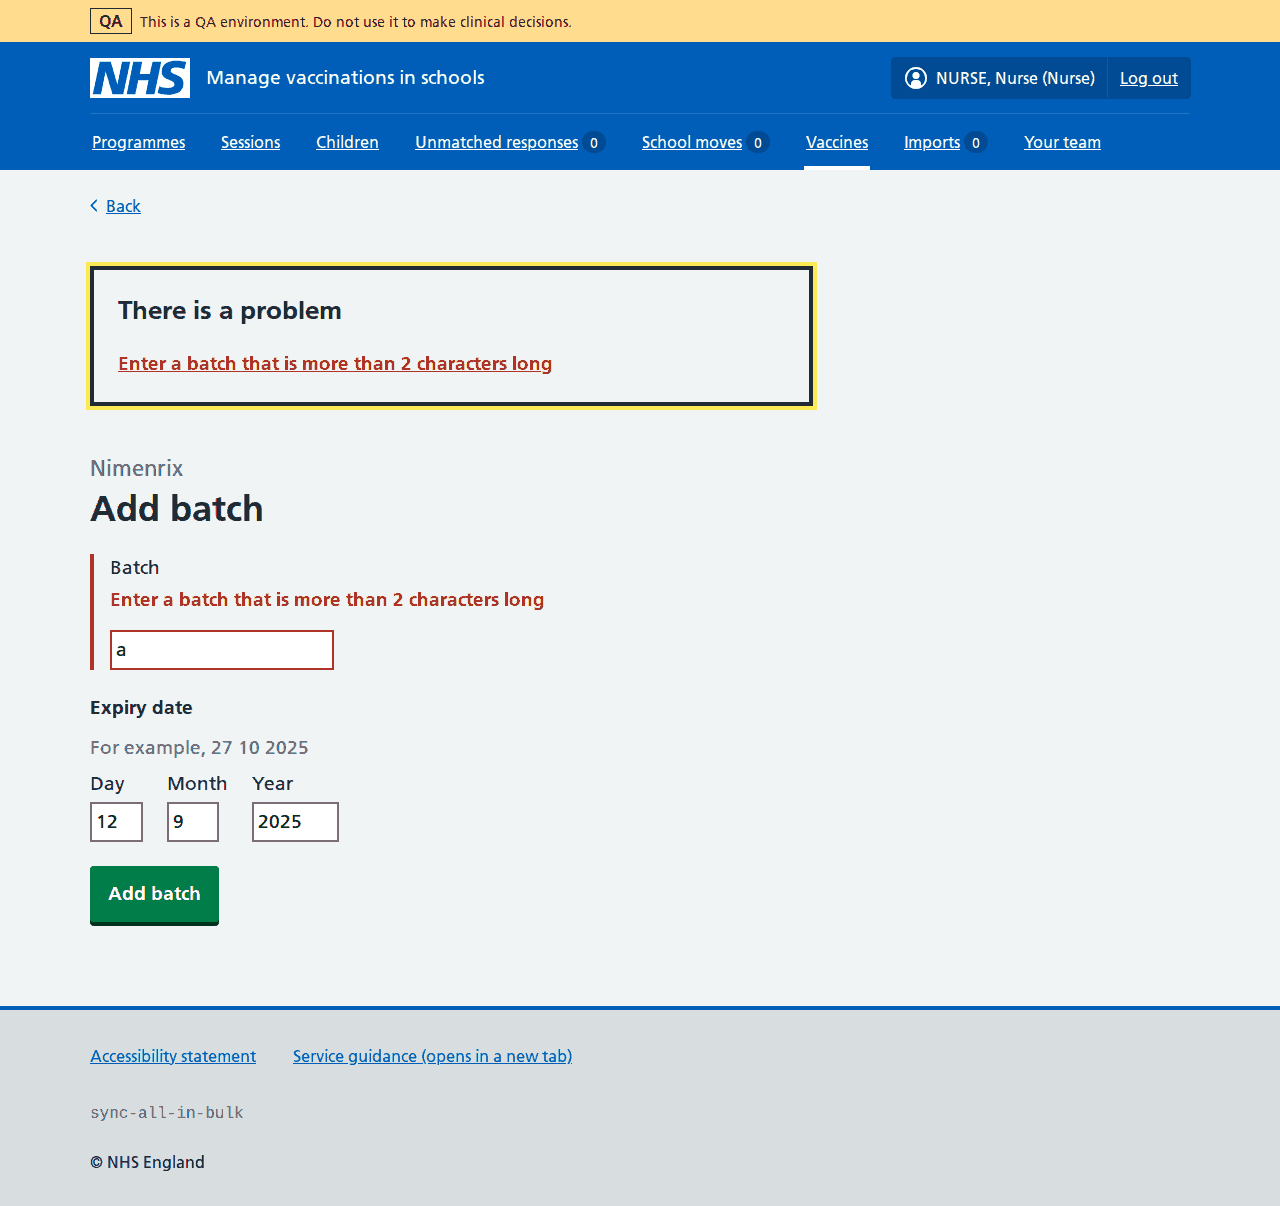 QA This is a QA environment. Do not use it to make clinical decisions.
NHS Manage vaccinations in schools NURSE, Nurse (Nurse) Log out
Programmes Sessions Children Unmatched responses 0 School moves 0 Vaccines Imports 0 Your team
Back
There is a problem
Enter a batch that is more than 2 characters long
Nimenrix
Add batch
Batch
Enter a batch that is more than 2 characters long
a
Expiry date
For example, 27 10 2025
Day Month Year
12 9 2025
Add batch
Accessibility statement Service guidance (opens in a new tab)
sync-all-in-bulk
© NHS England